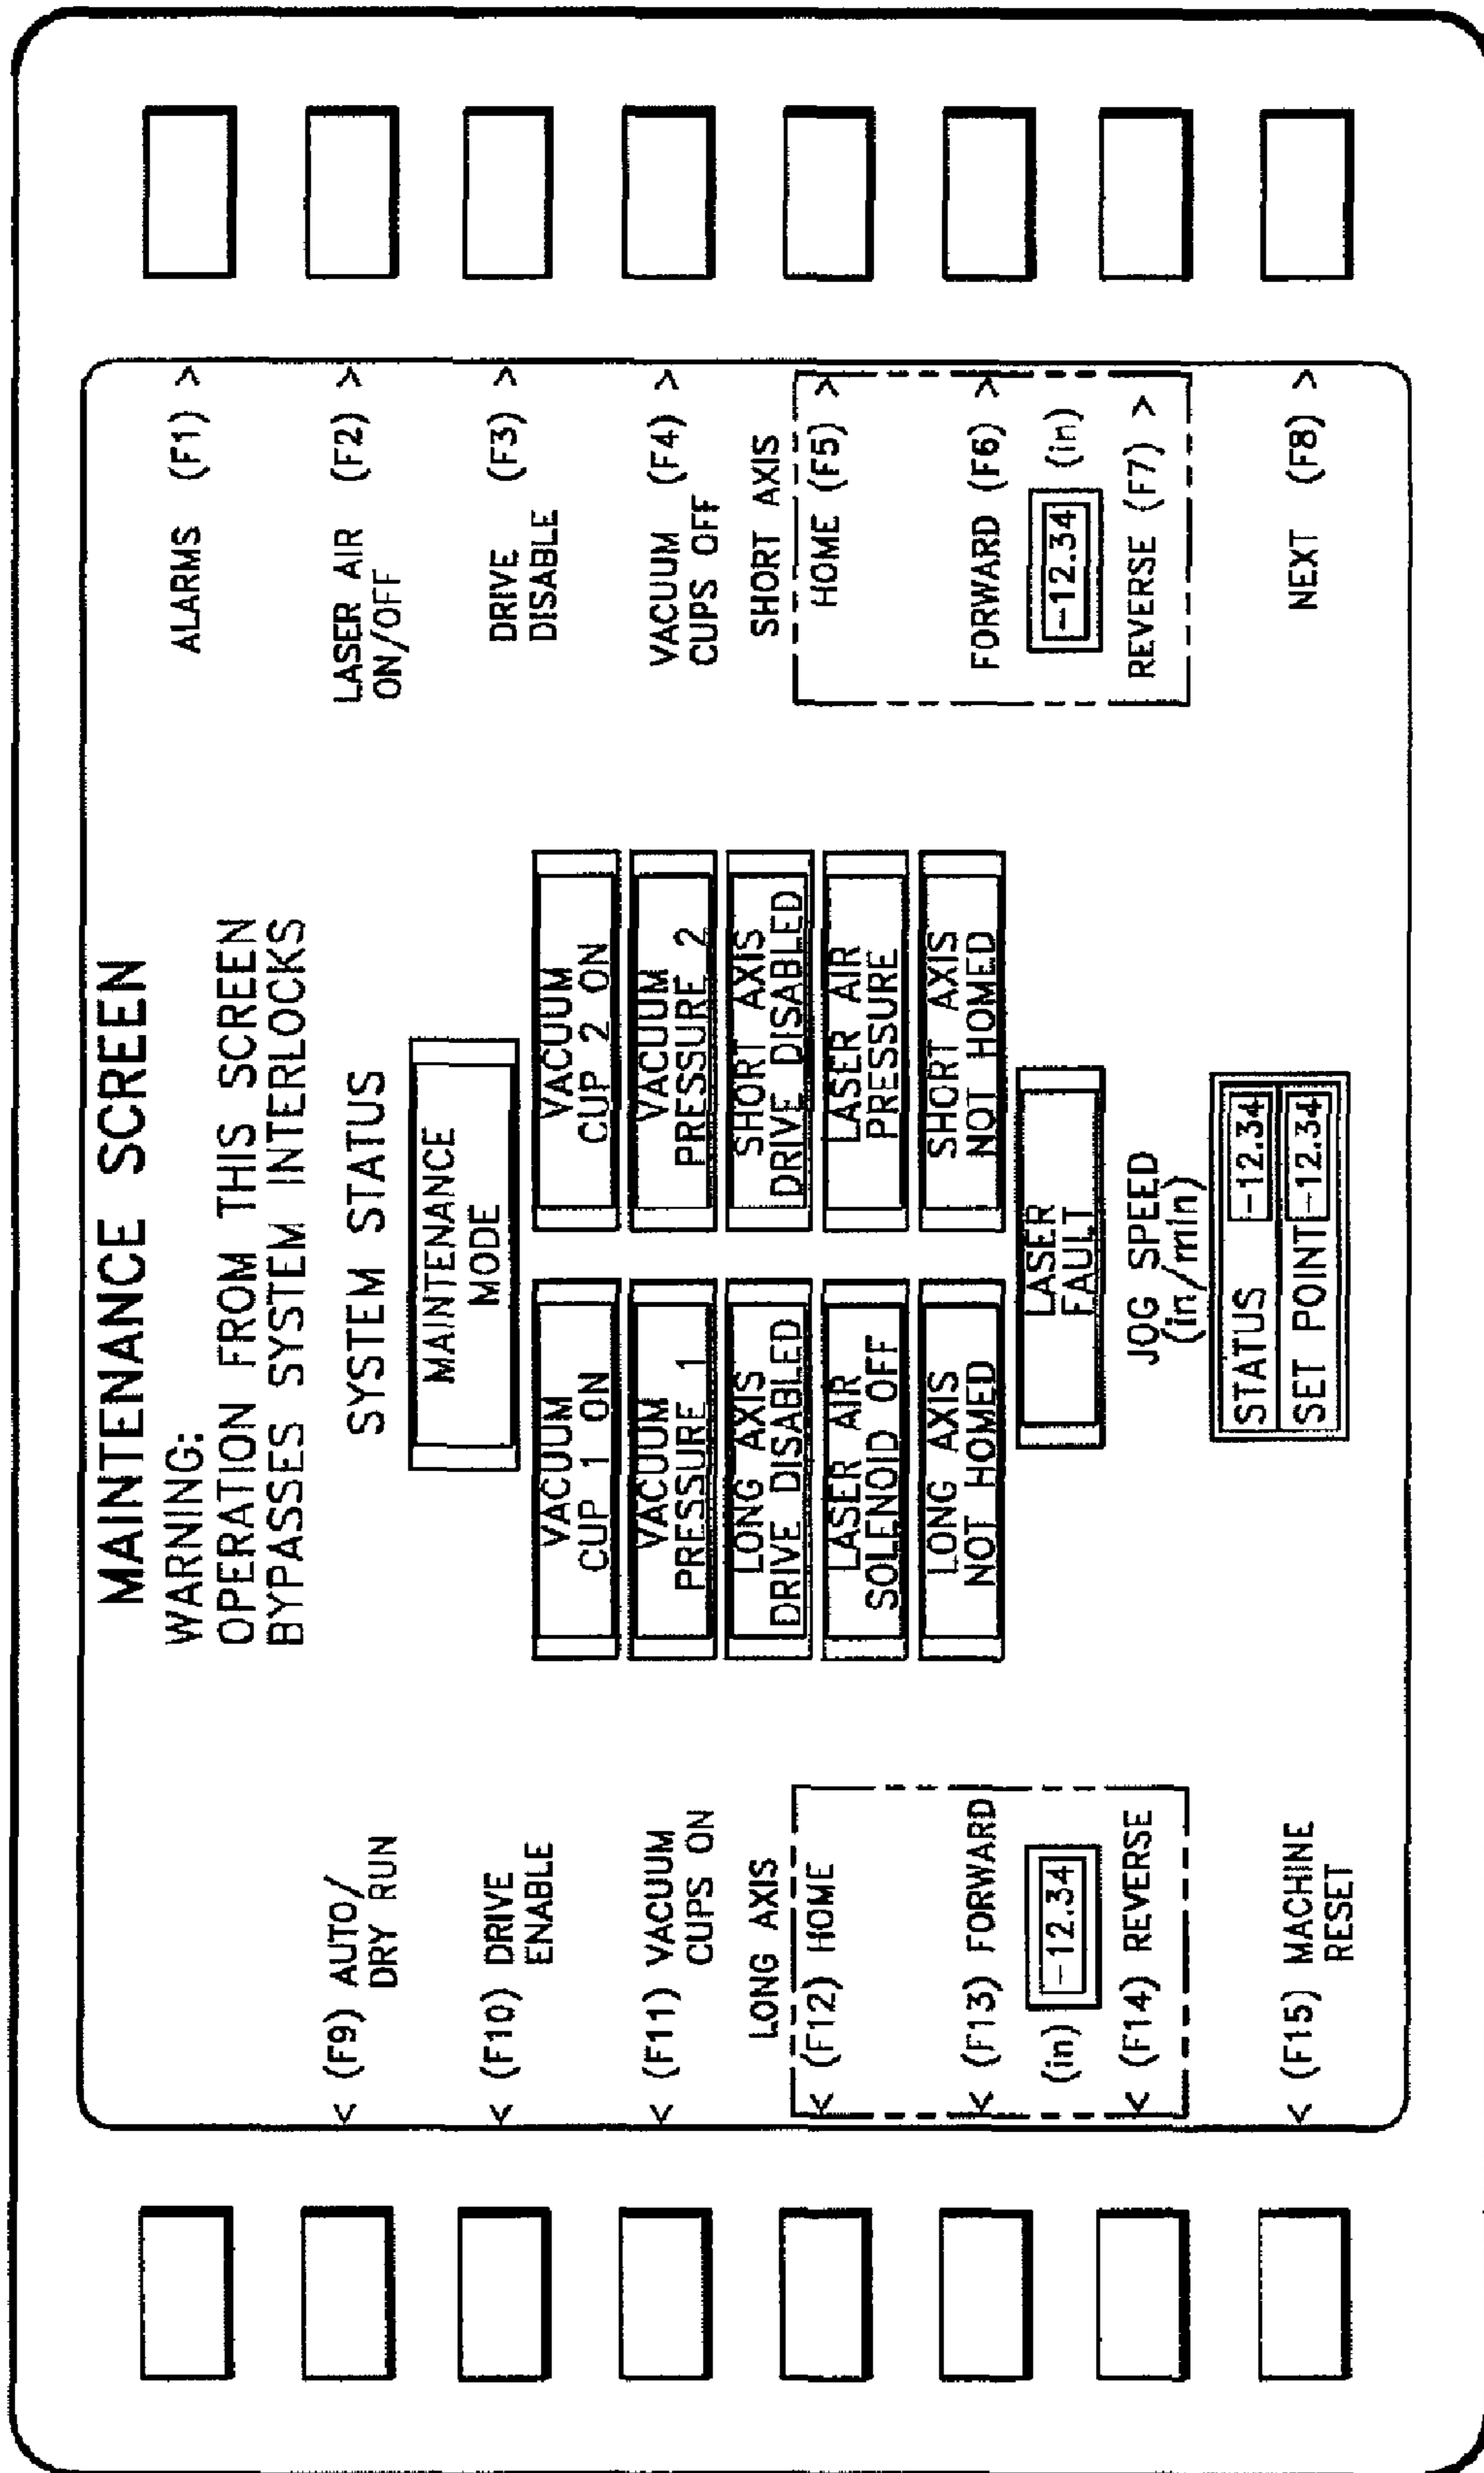 MAINTENANCE SCREEN
WARNING:
OPERATION FROM THIS SCREEN
BYPASSES SYSTEM INTERLOCKS
SYSTEM STATUS
MAINTENANCE
MODE
VACUUM
CUP 1 ON
VACUUM
CUP 2 ON
VACUUM
PRESSURE 1
VACUUM
PRESSURE 2
LONG AXIS
DRIVE DISABLED
SHORT AXIS
DRIVE DISABLED
LASER AIR
SOLENOID OFF
LASER AIR
PRESSURE
LONG AXIS
NOT HOMED
SHORT AXIS
NOT HOMED
LASER
FAULT
JOG SPEED
(in/min)
STATUS -12.34
SET POINT -12.34
< (F9) AUTO/
DRY RUN
< (F10) DRIVE
ENABLE
< (F11) VACUUM
CUPS ON
LONG AXIS
< (F12) HOME
< (F13) FORWARD
(in) -12.34
< (F14) REVERSE
< (F15) MACHINE
RESET
ALARMS (F1) >
LASER AIR (F2) >
ON/OFF
DRIVE (F3) >
DISABLE
VACUUM (F4) >
CUPS OFF
SHORT AXIS
HOME (F5) >
FORWARD (F6) >
-12.34 (in)
REVERSE (F7) >
NEXT (F8) >